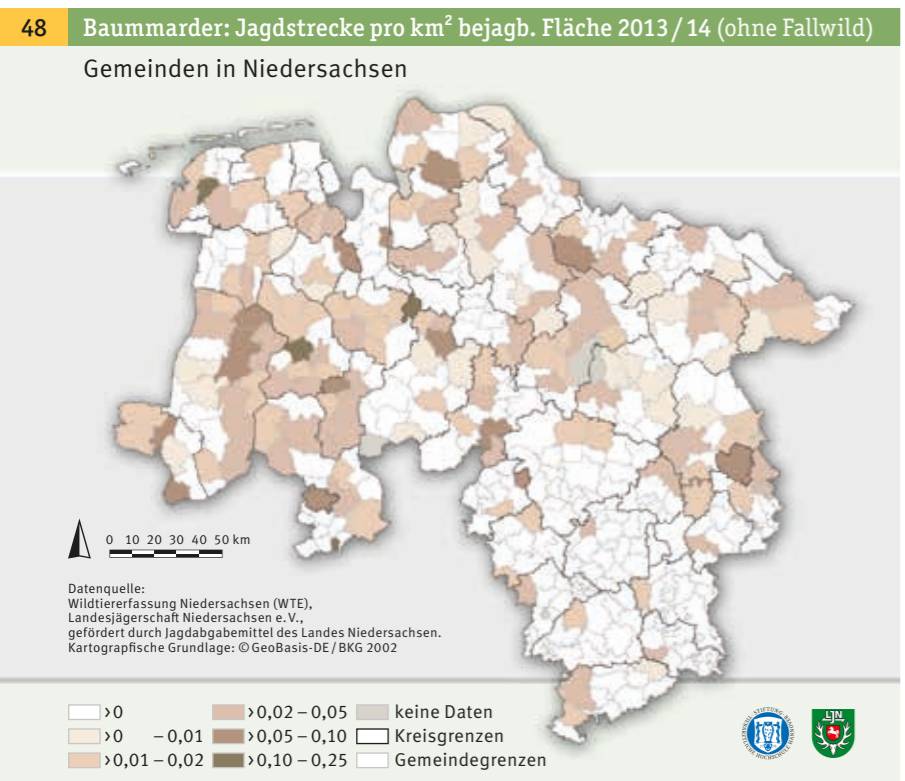 48 Baummarder: Jagdstrecke pro km² bejagb. Fläche 2013/14 (ohne Fallwild)
Gemeinden in Niedersachsen
0 10 20 30 40 50 km
Datenquelle:
Wildtiererfassung Niedersachsen (WTE),
Landesjägerschaft Niedersachsen e.V.,
gefördert durch Jagdabgabemittel des Landes Niedersachsen.
Kartografische Grundlage: © GeoBasis-DE / BKG 2002
>0
>0 – 0,01
>0,01 – 0,02
>0,02 – 0,05
>0,05 – 0,10
>0,10 – 0,25
keine Daten
Kreisgrenzen
Gemeindegrenzen
LJN